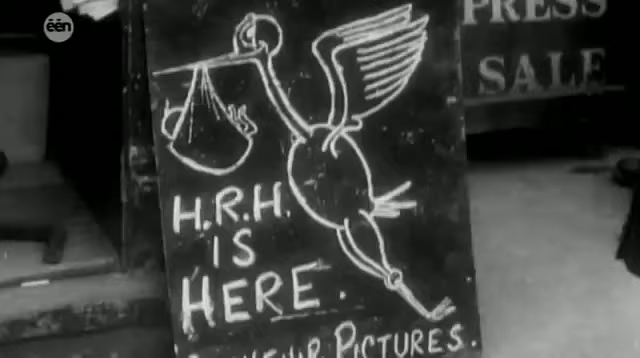 één
PRESS
SALE
H.R.H.
IS
HERE.
PICTURES.